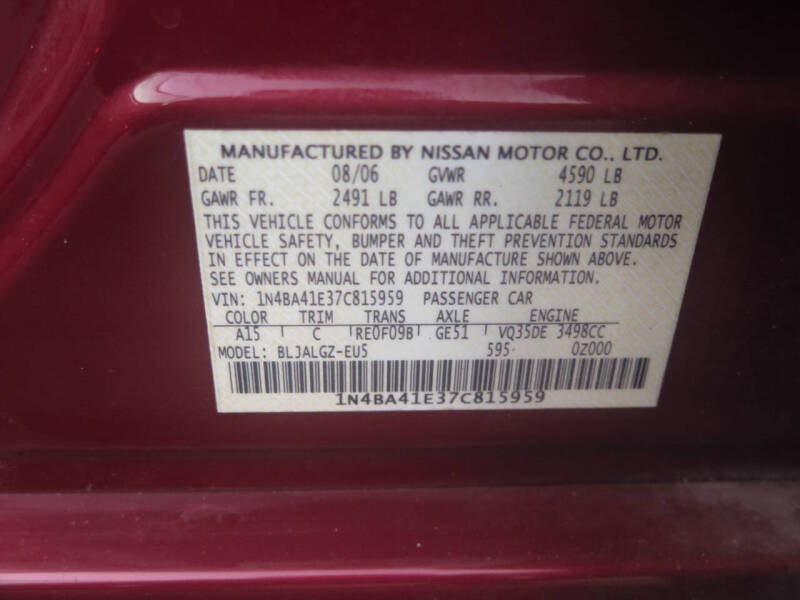 MANUFACTURED BY NISSAN MOTOR CO., LTD.
DATE 08/06 GVWR 4590 LB
GAWR FR. 2491 LB GAWR RR. 2119 LB
THIS VEHICLE CONFORMS TO ALL APPLICABLE FEDERAL MOTOR
VEHICLE SAFETY, BUMPER AND THEFT PREVENTION STANDARDS
IN EFFECT ON THE DATE OF MANUFACTURE SHOWN ABOVE.
SEE OWNERS MANUAL FOR ADDITIONAL INFORMATION.
VIN: 1N4BA41E37C815959 PASSENGER CAR
COLOR TRIM TRANS AXLE ENGINE
A15 C RE0F09B GE51 VQ35DE 3498CC
MODEL: BLJALGZ-EU5 595- 0Z000
1N4BA41E37C815959